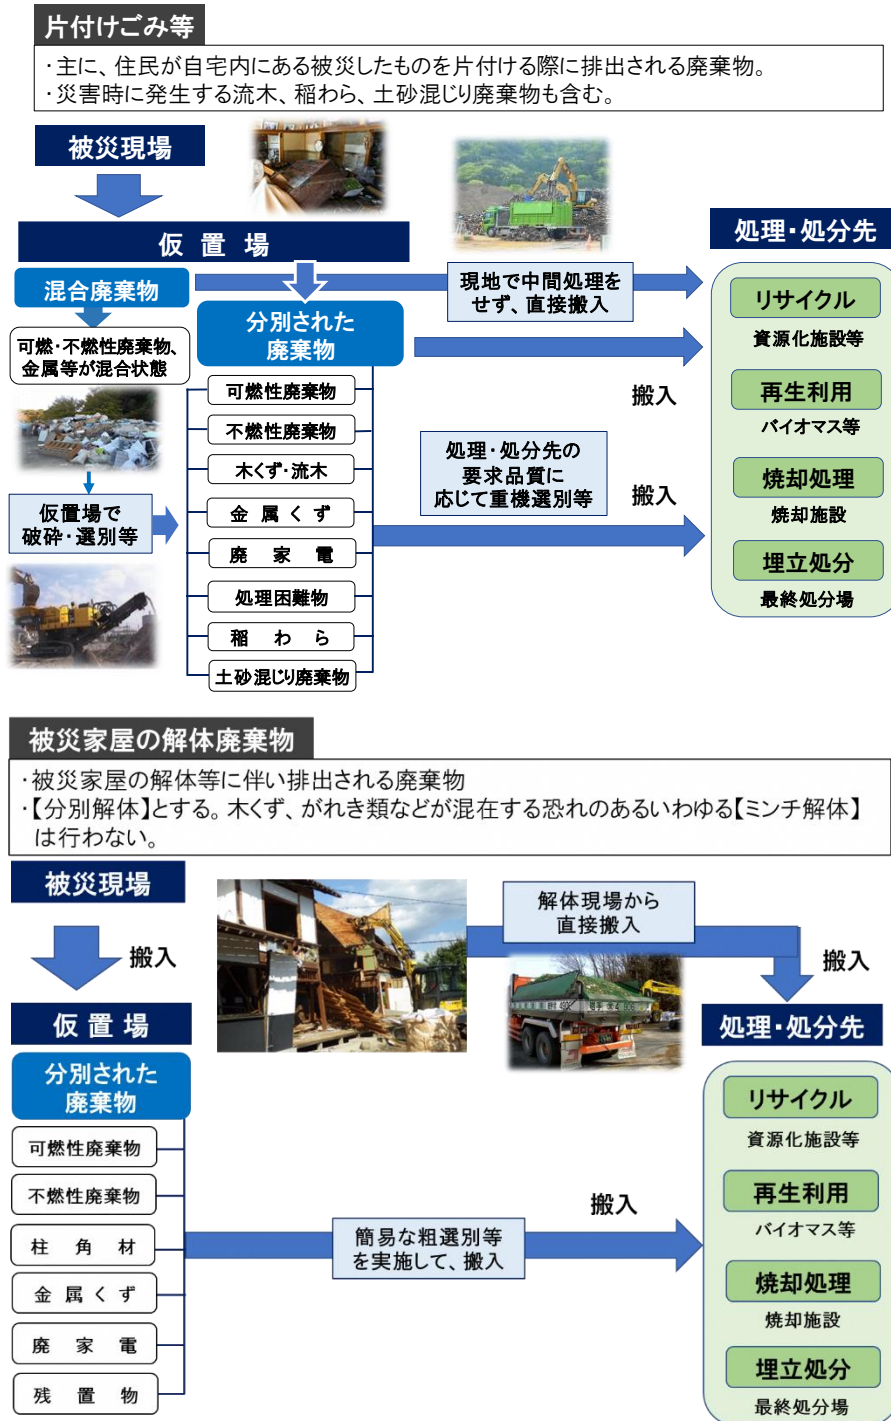 片付けごみ等
・主に、住民が自宅内にある被災したものを片付ける際に排出される廃棄物。
・災害時に発生する流木、稲わら、土砂混じり廃棄物も含む。
被災現場
仮置場
処理・処分先
混合廃棄物
現地で中間処理を
せず、直接搬入
リサイクル
資源化施設等
分別された
廃棄物
可燃・不燃性廃棄物、
金属等が混合状態
搬入
再生利用
バイオマス等
可燃性廃棄物
不燃性廃棄物
木くず・流木
金属くず
廃家電
処理困難物
稲わら
土砂混じり廃棄物
処理・処分先の
要求品質に
応じて重機選別等
搬入
焼却処理
焼却施設
仮置場で
破砕・選別等
埋立処分
最終処分場
被災家屋の解体廃棄物
・被災家屋の解体等に伴い排出される廃棄物
・【分別解体】とする。木くず、がれき類などが混在する恐れのあるいわゆる【ミンチ解体】
は行わない。
被災現場
解体現場から
直接搬入
搬入
搬入
仮置場
処理・処分先
分別された
廃棄物
可燃性廃棄物
不燃性廃棄物
柱角材
金属くず
廃家電
残置物
簡易な粗選別等
を実施して、搬入
搬入
リサイクル
資源化施設等
再生利用
バイオマス等
焼却処理
焼却施設
埋立処分
最終処分場